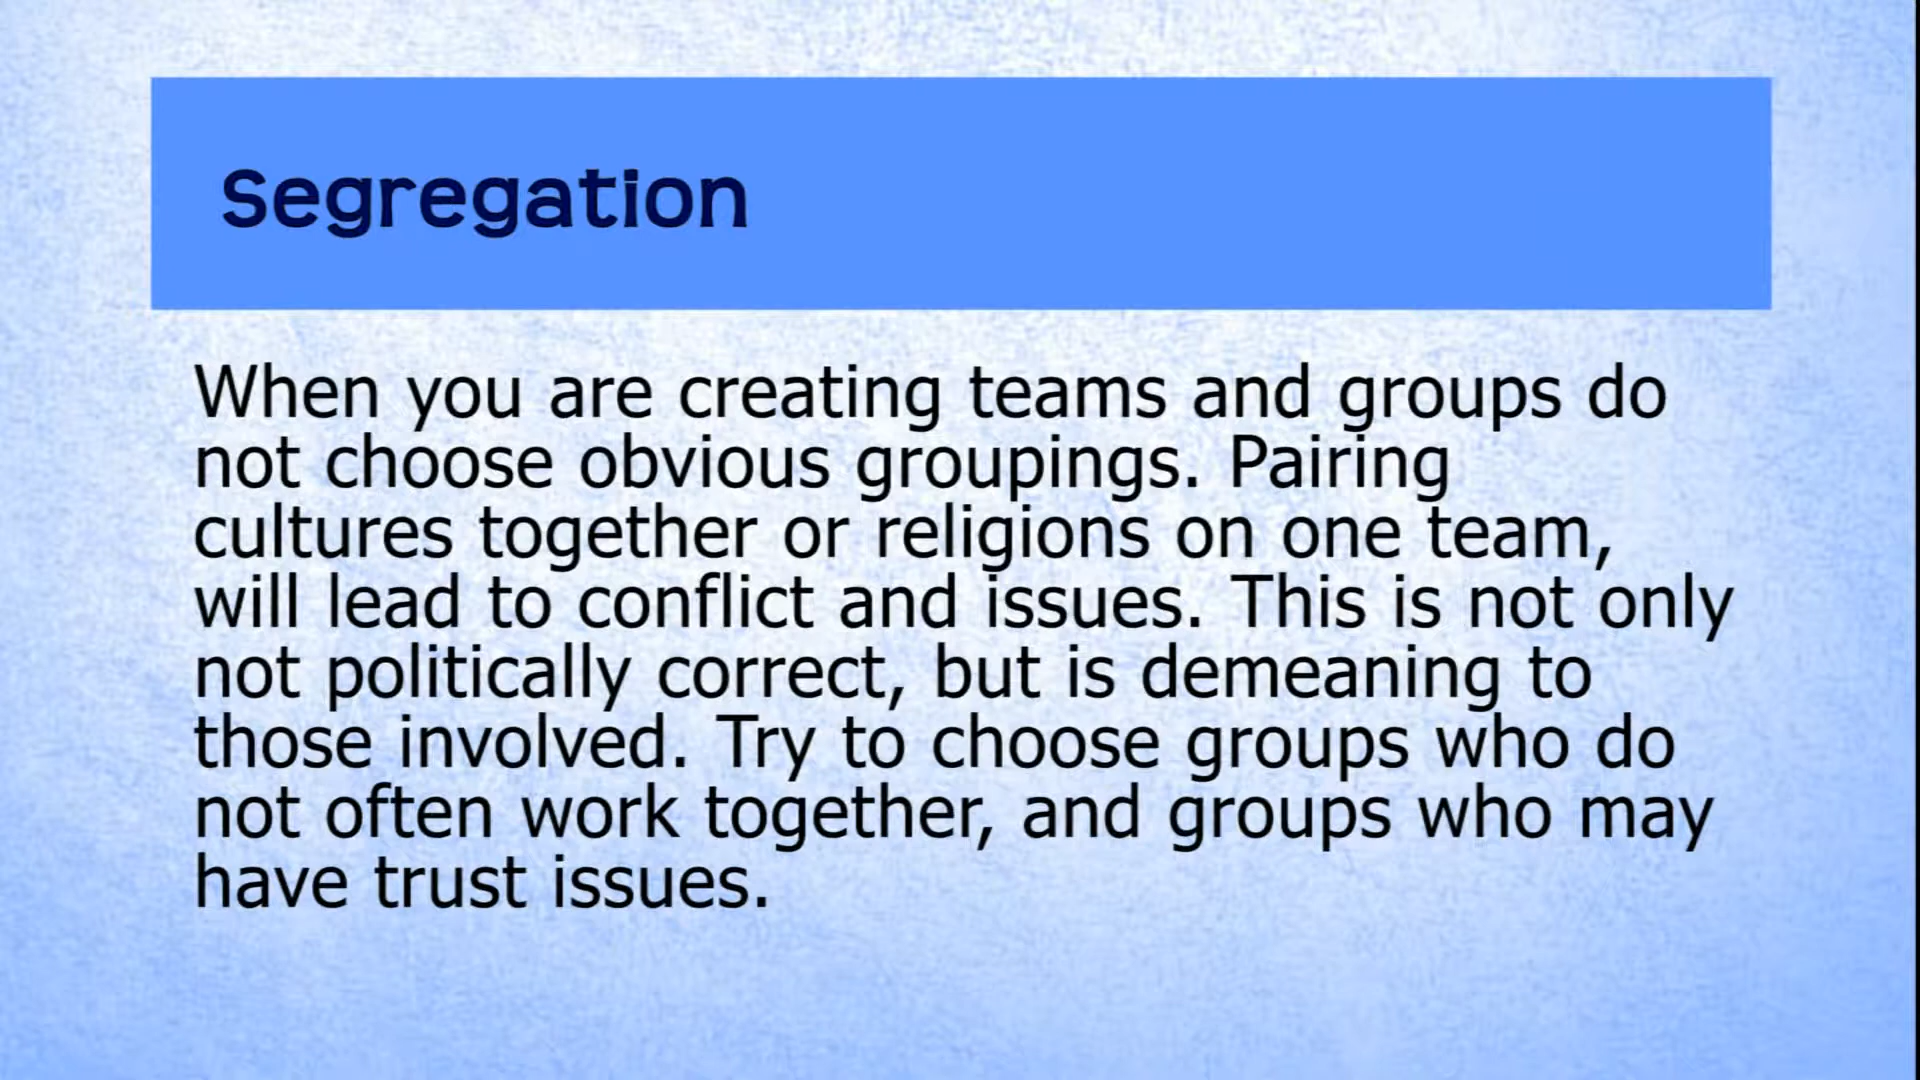 Segregation
When you are creating teams and groups do
not choose obvious groupings. Pairing
cultures together or religions on one team,
will lead to conflict and issues. This is not only
not politically correct, but is demeaning to
those involved. Try to choose groups who do
not often work together, and groups who may
have trust issues.